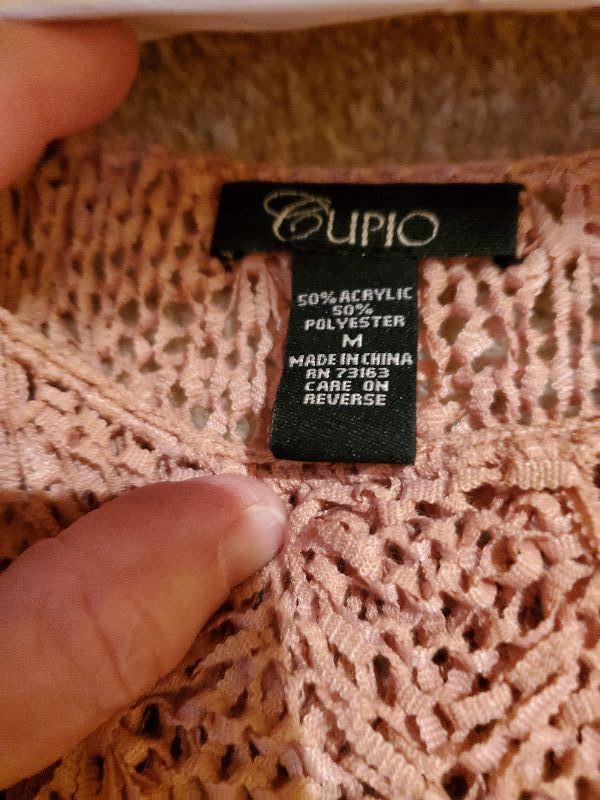 CUPIO
50% ACRYLIC
50%
POLYESTER
M
MADE IN CHINA
RN 73163
CARE ON
REVERSE